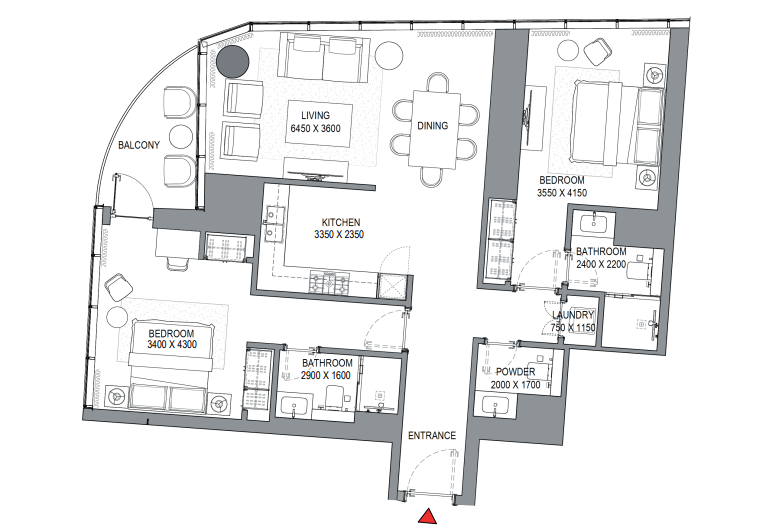 LIVING
6450 X 3600
DINING
BALCONY
BEDROOM
3550 X 4150
KITCHEN
3350 X 2350
BATHROOM
2400 X 2200
LAUNDRY
750 X 1150
BEDROOM
3400 X 4300
BATHROOM
2900 X 1600
POWDER
2000 X 1700
ENTRANCE